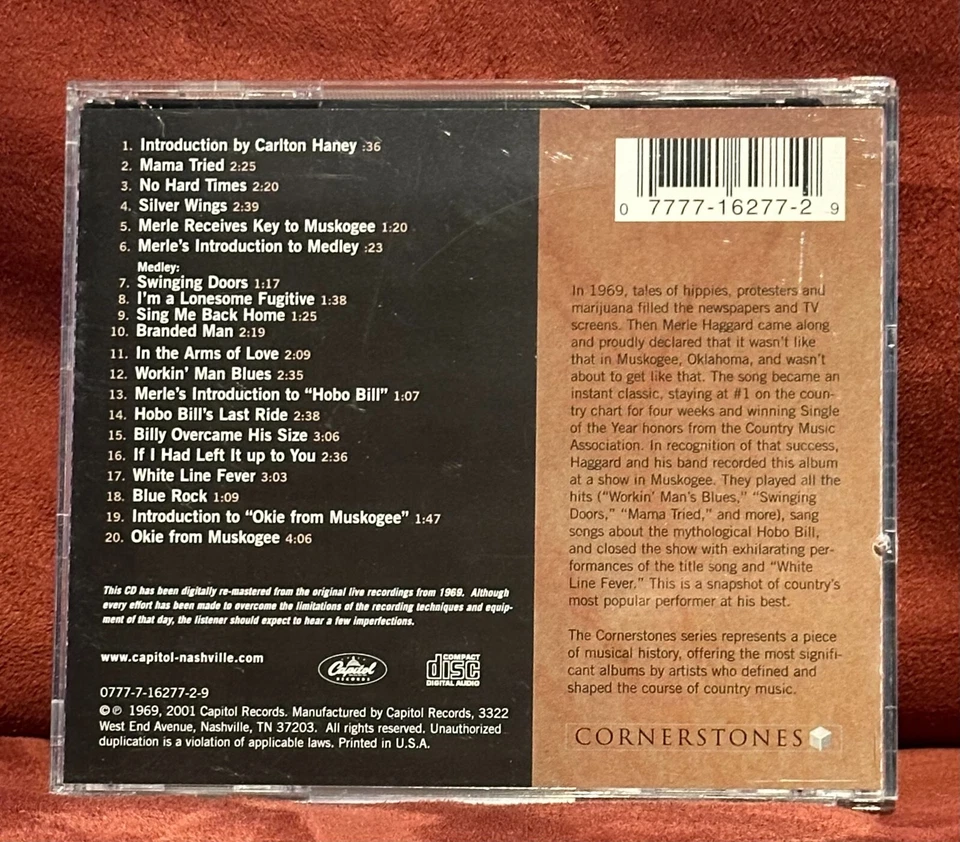 1. Introduction by Carlton Haney :36
2. Mama Tried 2:25
3. No Hard Times 2:20
4. Silver Wings 2:39
5. Merle Receives Key to Muskogee 1:20
6. Merle's Introduction to Medley :23
Medley:
7. Swinging Doors 1:17
8. I'm a Lonesome Fugitive 1:38
9. Sing Me Back Home 1:25
10. Branded Man 2:19
11. In the Arms of Love 2:09
12. Workin' Man Blues 2:35
13. Merle's Introduction to "Hobo Bill" 1:07
14. Hobo Bill's Last Ride 2:38
15. Billy Overcame His Size 3:06
16. If I Had Left It up to You 2:36
17. White Line Fever 3:03
18. Blue Rock 1:09
19. Introduction to "Okie from Muskogee" 1:47
20. Okie from Muskogee 4:06
This CD has been digitally re-mastered from the original live recordings from 1969. Although
every effort has been made to overcome the limitations of the recording techniques and equip-
ment of that day, the listener should expect to hear a few imperfections.
www.capitol-nashville.com
Capitol
RECORDS
COMPACT
disc
DIGITAL AUDIO
0777-7-16277-2-9
©℗ 1969, 2001 Capitol Records. Manufactured by Capitol Records, 3322
West End Avenue, Nashville, TN 37203. All rights reserved. Unauthorized
duplication is a violation of applicable laws. Printed in U.S.A.
0 7777-16277-2 9
In 1969, tales of hippies, protesters and
marijuana filled the newspapers and TV
screens. Then Merle Haggard came along
and proudly declared that it wasn't like
that in Muskogee, Oklahoma, and wasn't
about to get like that. The song became an
instant classic, staying at #1 on the coun-
try chart for four weeks and winning Single
of the Year honors from the Country Music
Association. In recognition of that success,
Haggard and his band recorded this album
at a show in Muskogee. They played all the
hits ("Workin' Man's Blues," "Swinging
Doors," "Mama Tried," and more), sang
songs about the mythological Hobo Bill,
and closed the show with exhilarating per-
formances of the title song and "White
Line Fever." This is a snapshot of country's
most popular performer at his best.
The Cornerstones series represents a piece
of musical history, offering the most signifi-
cant albums by artists who defined and
shaped the course of country music.
CORNERSTONES